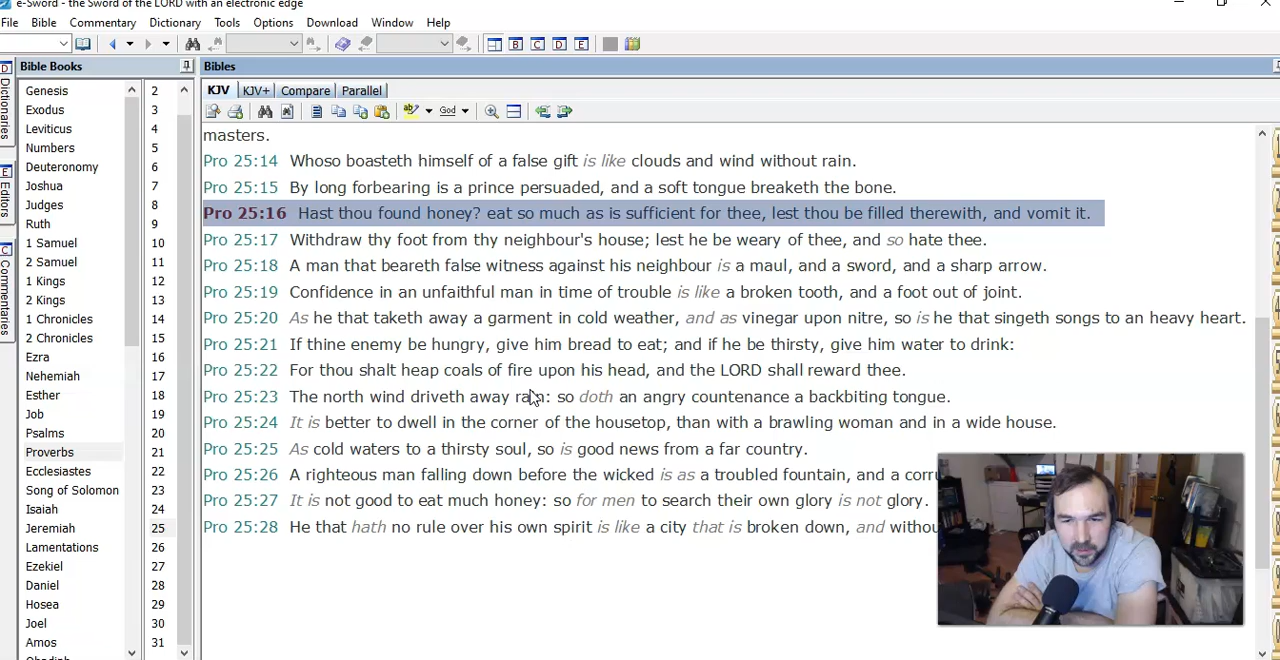 e-Sword - the Sword of the LORD with an electronic edge
File Bible Commentary Dictionary Tools Options Download Window Help
Bible Books
Bibles
KJV KJV+ Compare Parallel
God
Dictionaries
Editors
Commentaries
Genesis 2
Exodus 3
Leviticus 4
Numbers 5
Deuteronomy 6
Joshua 7
Judges 8
Ruth 9
1 Samuel 10
2 Samuel 11
1 Kings 12
2 Kings 13
1 Chronicles 14
2 Chronicles 15
Ezra 16
Nehemiah 17
Esther 18
Job 19
Psalms 20
Proverbs 21
Ecclesiastes 22
Song of Solomon 23
Isaiah 24
Jeremiah 25
Lamentations 26
Ezekiel 27
Daniel 28
Hosea 29
Joel 30
Amos 31
masters.
Pro 25:14 Whoso boasteth himself of a false gift is like clouds and wind without rain.
Pro 25:15 By long forbearing is a prince persuaded, and a soft tongue breaketh the bone.
Pro 25:16 Hast thou found honey? eat so much as is sufficient for thee, lest thou be filled therewith, and vomit it.
Pro 25:17 Withdraw thy foot from thy neighbour's house; lest he be weary of thee, and so hate thee.
Pro 25:18 A man that beareth false witness against his neighbour is a maul, and a sword, and a sharp arrow.
Pro 25:19 Confidence in an unfaithful man in time of trouble is like a broken tooth, and a foot out of joint.
Pro 25:20 As he that taketh away a garment in cold weather, and as vinegar upon nitre, so is he that singeth songs to an heavy heart.
Pro 25:21 If thine enemy be hungry, give him bread to eat; and if he be thirsty, give him water to drink:
Pro 25:22 For thou shalt heap coals of fire upon his head, and the LORD shall reward thee.
Pro 25:23 The north wind driveth away rain: so doth an angry countenance a backbiting tongue.
Pro 25:24 It is better to dwell in the corner of the housetop, than with a brawling woman and in a wide house.
Pro 25:25 As cold waters to a thirsty soul, so is good news from a far country.
Pro 25:26 A righteous man falling down before the wicked is as a troubled fountain, and a corru
Pro 25:27 It is not good to eat much honey: so for men to search their own glory is not glory.
Pro 25:28 He that hath no rule over his own spirit is like a city that is broken down, and withou